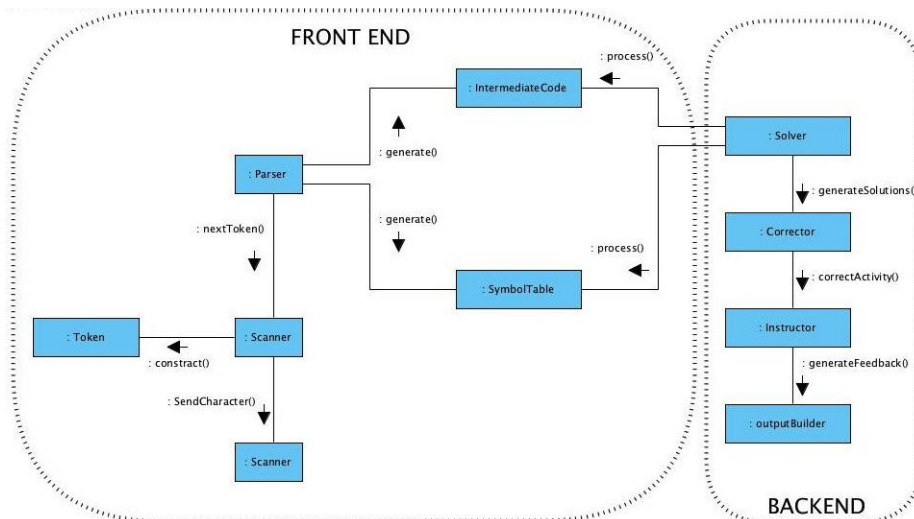 FRONT END
: process()
: IntermediateCode
: Solver
: generate()
: Parser
: generateSolutions()
: generate()
: nextToken()
: Corrector
: process()
: correctActivity()
: SymbolTable
: Token
: Scanner
: Instructor
: constract()
: generateFeedback()
: SendCharacter()
: outputBuilder
: Scanner
BACKEND